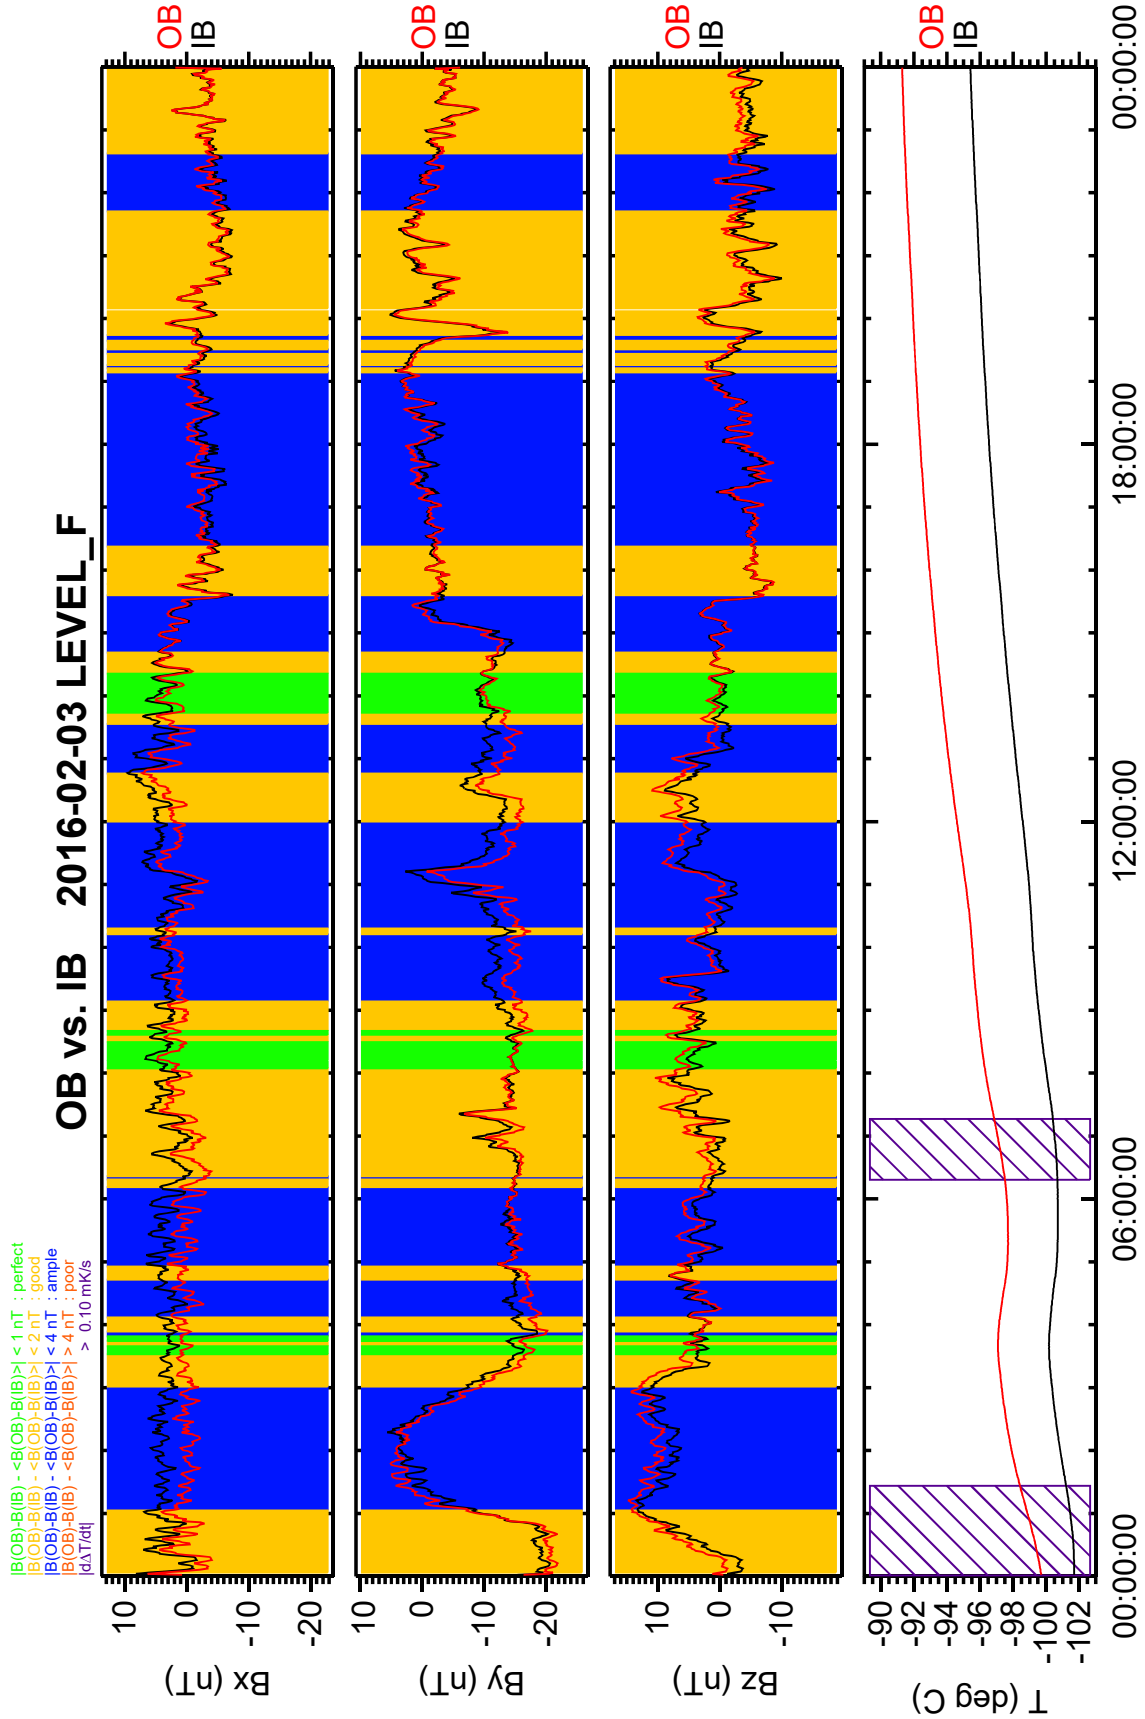 OB vs. IB 2016-02-03 LEVEL_F
|B(OB)-B(IB) - <B(OB)-B(IB)>| < 1 nT : perfect
|B(OB)-B(IB) - <B(OB)-B(IB)>| < 2 nT : good
|B(OB)-B(IB) - <B(OB)-B(IB)>| < 4 nT : ample
|B(OB)-B(IB) - <B(OB)-B(IB)>| > 4 nT : poor
|dΔT/dt| > 0.10 mK/s
Bx (nT)
10
0
-10
-20
OB
IB
By (nT)
10
0
-10
-20
OB
IB
Bz (nT)
10
0
-10
OB
IB
T (deg C)
-90
-92
-94
-96
-98
-100
-102
OB
IB
00:00:00
06:00:00
12:00:00
18:00:00
00:00:00